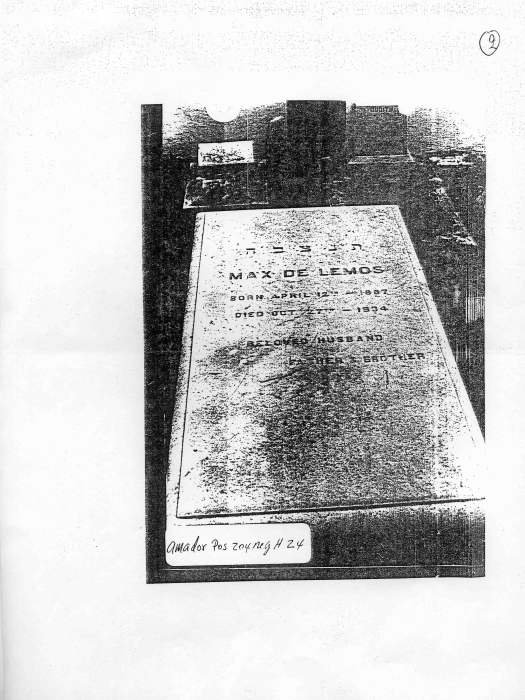 2
ת נ צ ב ה
MAX DE LEMOS
BORN APRIL 12TH — 1887
DIED OCT. 27TH — 1934
BELOVED HUSBAND
FATHER BROTHER
Amador Pos 204 neg H 24